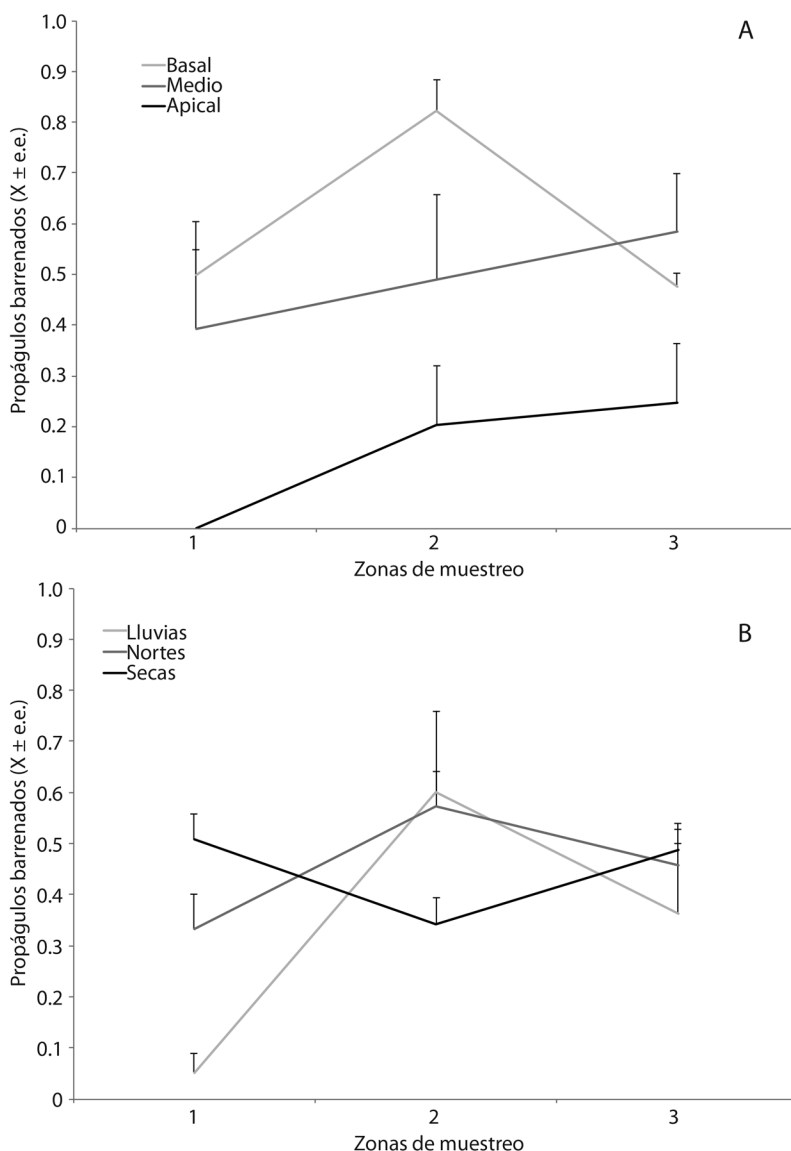 A
Basal
Medio
Apical
Propágulos barrenados (X ± e.e.)
1.0
0.9
0.8
0.7
0.6
0.5
0.4
0.3
0.2
0.1
0
1 2 3
Zonas de muestreo
B
Lluvias
Nortes
Secas
Propágulos barrenados (X ± e.e.)
1.0
0.9
0.8
0.7
0.6
0.5
0.4
0.3
0.2
0.1
0
1 2 3
Zonas de muestreo